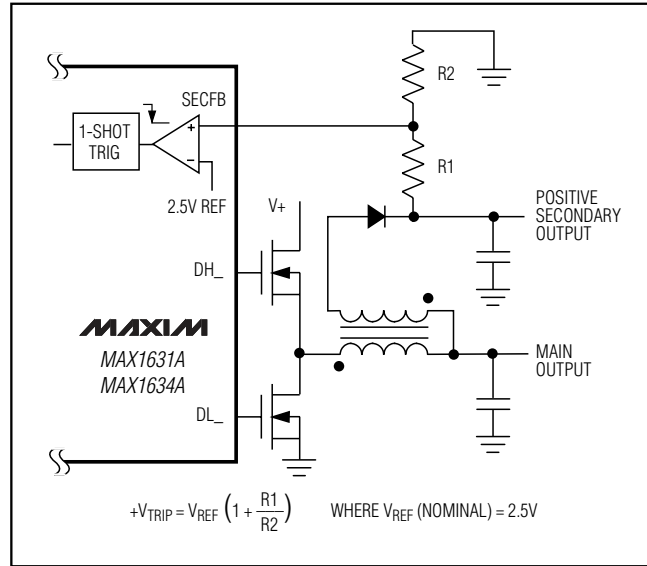 R2
SECFB
1-SHOT
TRIG
+
−
R1
2.5V REF
V+
POSITIVE
SECONDARY
OUTPUT
DH_
MAXIM
MAX1631A
MAX1634A
MAIN
OUTPUT
DL_
+VTRIP = VREF (1 + R1/R2) WHERE VREF (NOMINAL) = 2.5V